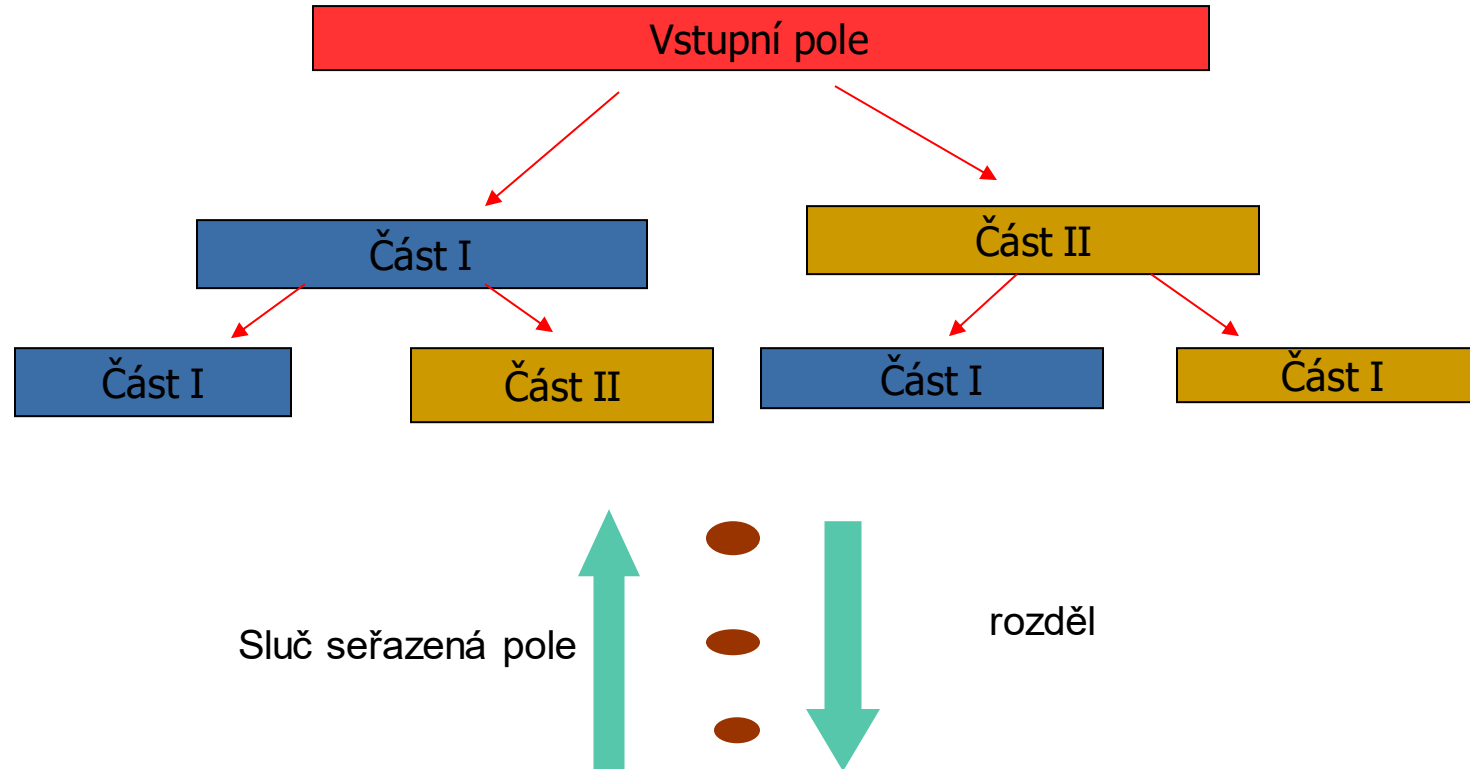 Vstupní pole
Část I
Část II
Část I
Část II
Část I
Část I
Sluč seřazená pole
rozděl